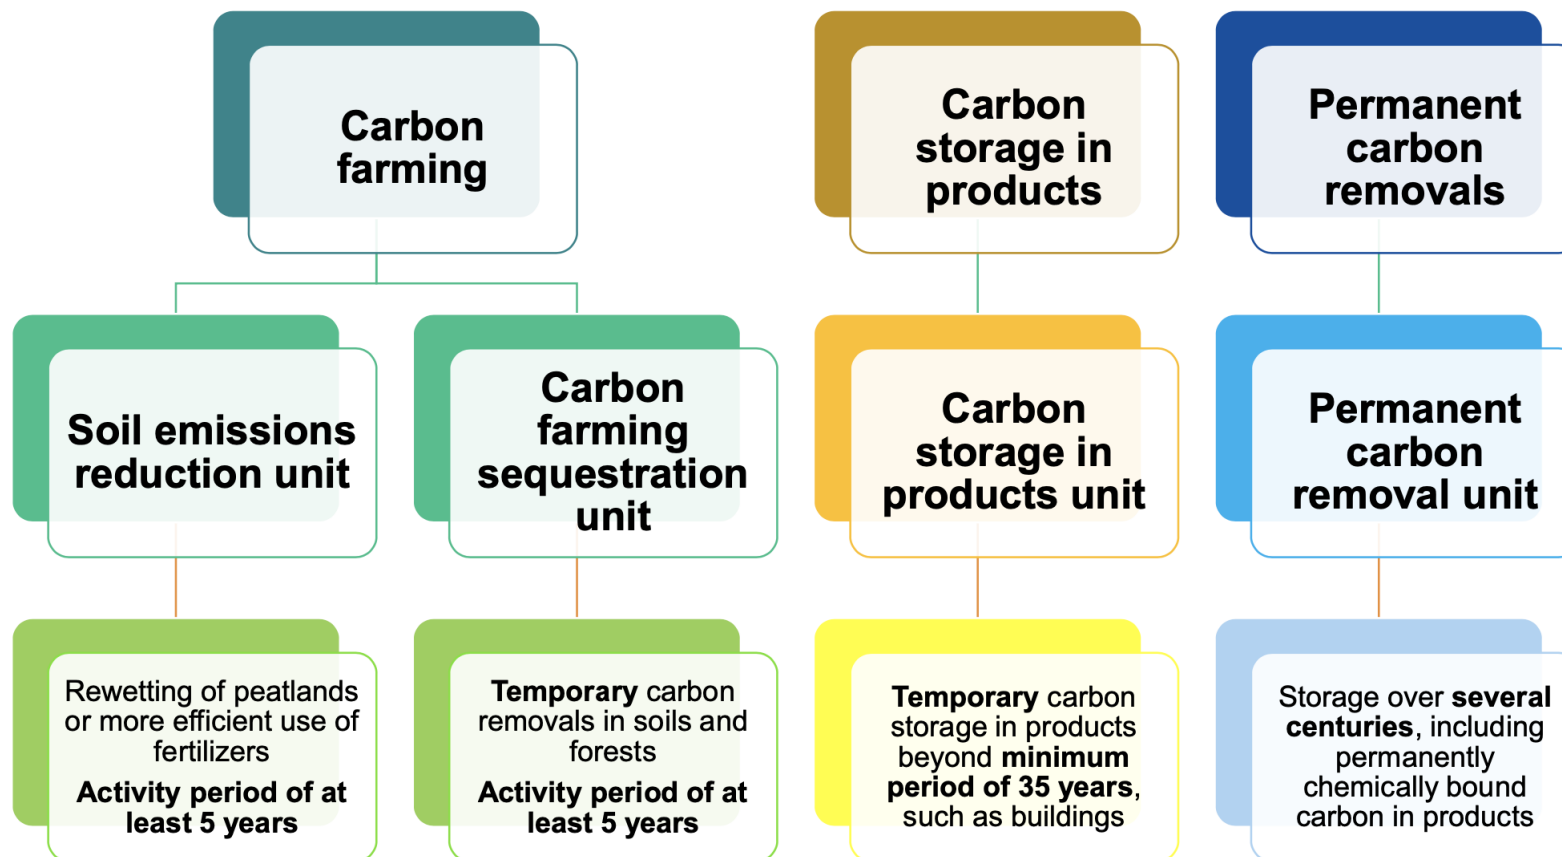 Carbon
farming
Carbon
storage in
products
Permanent
carbon
removals
Soil emissions
reduction unit
Carbon
farming
sequestration
unit
Carbon
storage in
products unit
Permanent
carbon
removal unit
Rewetting of peatlands
or more efficient use of
fertilizers
Activity period of at
least 5 years
Temporary carbon
removals in soils and
forests
Activity period of at
least 5 years
Temporary carbon
storage in products
beyond minimum
period of 35 years,
such as buildings
Storage over several
centuries, including
permanently
chemically bound
carbon in products